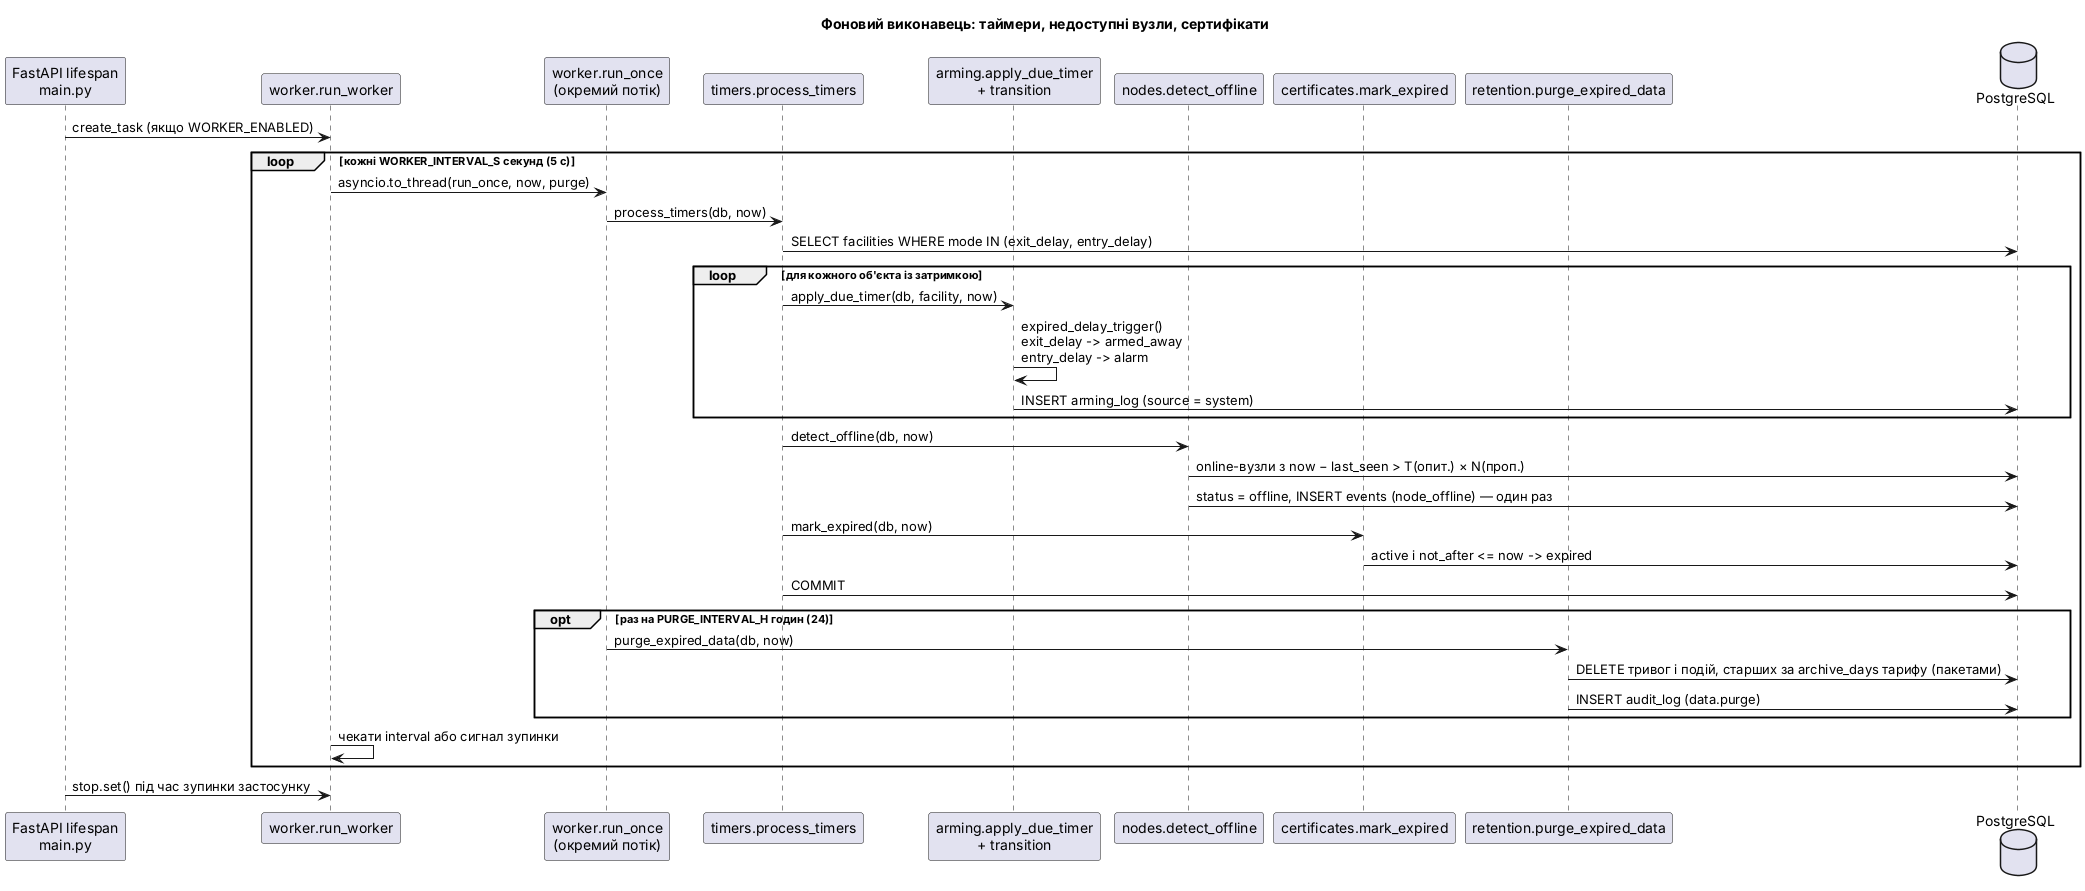 Фоновий виконавець: таймери, недоступні вузли, сертифікати
FastAPI lifespan
main.py
worker.run_worker
worker.run_once
(окремий потік)
timers.process_timers
arming.apply_due_timer
+ transition
nodes.detect_offline
certificates.mark_expired
retention.purge_expired_data
PostgreSQL
create_task (якщо WORKER_ENABLED)
loop
[кожні WORKER_INTERVAL_S секунд (5 с)]
asyncio.to_thread(run_once, now, purge)
process_timers(db, now)
SELECT facilities WHERE mode IN (exit_delay, entry_delay)
loop
[для кожного об'єкта із затримкою]
apply_due_timer(db, facility, now)
expired_delay_trigger()
exit_delay -> armed_away
entry_delay -> alarm
INSERT arming_log (source = system)
detect_offline(db, now)
online-вузли з now − last_seen > T(опит.) × N(проп.)
status = offline, INSERT events (node_offline) — один раз
mark_expired(db, now)
active і not_after <= now -> expired
COMMIT
opt
[раз на PURGE_INTERVAL_H годин (24)]
purge_expired_data(db, now)
DELETE тривог і подій, старших за archive_days тарифу (пакетами)
INSERT audit_log (data.purge)
чекати interval або сигнал зупинки
stop.set() під час зупинки застосунку
FastAPI lifespan
main.py
worker.run_worker
worker.run_once
(окремий потік)
timers.process_timers
arming.apply_due_timer
+ transition
nodes.detect_offline
certificates.mark_expired
retention.purge_expired_data
PostgreSQL